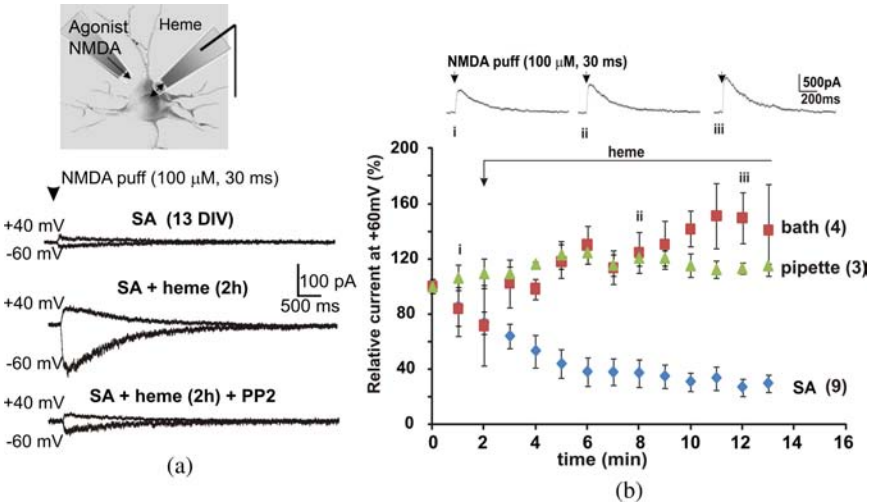 Agonist
NMDA
Heme
NMDA puff (100 µM, 30 ms)
SA (13 DIV)
+40 mV
-60 mV
100 pA
500 ms
SA + heme (2h)
+40 mV
-60 mV
SA + heme (2h) + PP2
+40 mV
-60 mV
(a)
NMDA puff (100 µM, 30 ms)
500pA
200ms
i
ii
iii
heme
Relative current at +60mV (%)
200
160
120
80
40
0
i
ii
iii
bath (4)
pipette (3)
SA (9)
0 2 4 6 8 10 12 14 16
time (min)
(b)